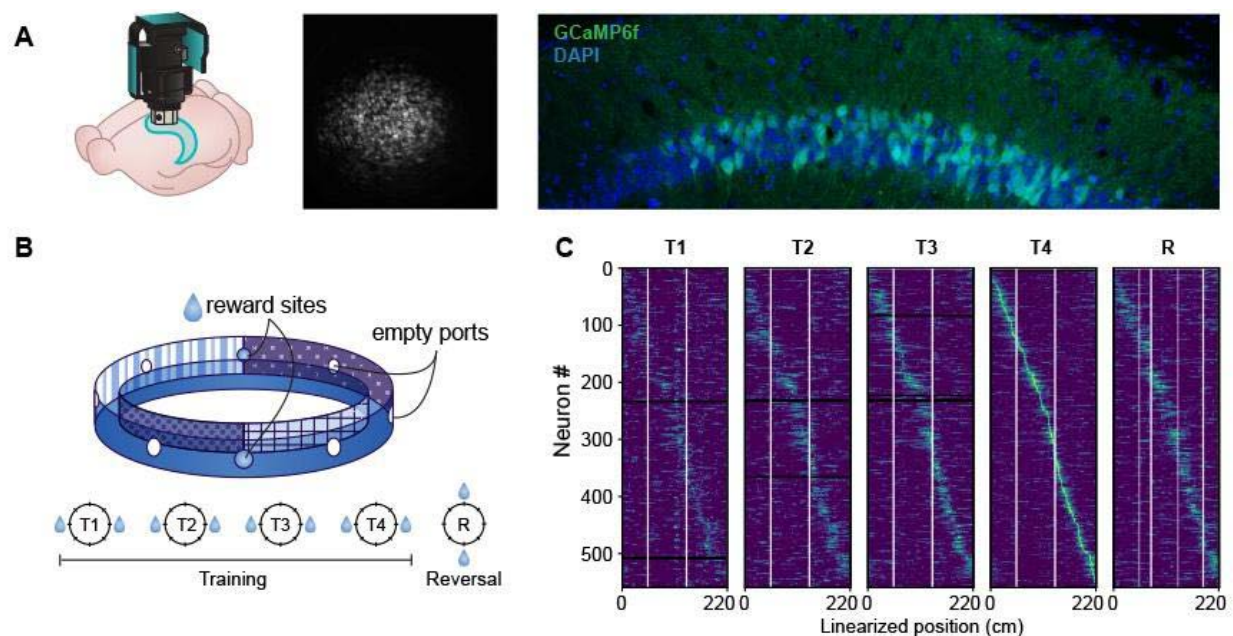 A
GCaMP6f
DAPI
B
reward sites
empty ports
T1
T2
T3
T4
R
Training
Reversal
C
T1
T2
T3
T4
R
Neuron #
0
100
200
300
400
500
0
220
0
220
0
220
0
220
0
220
Linearized position (cm)